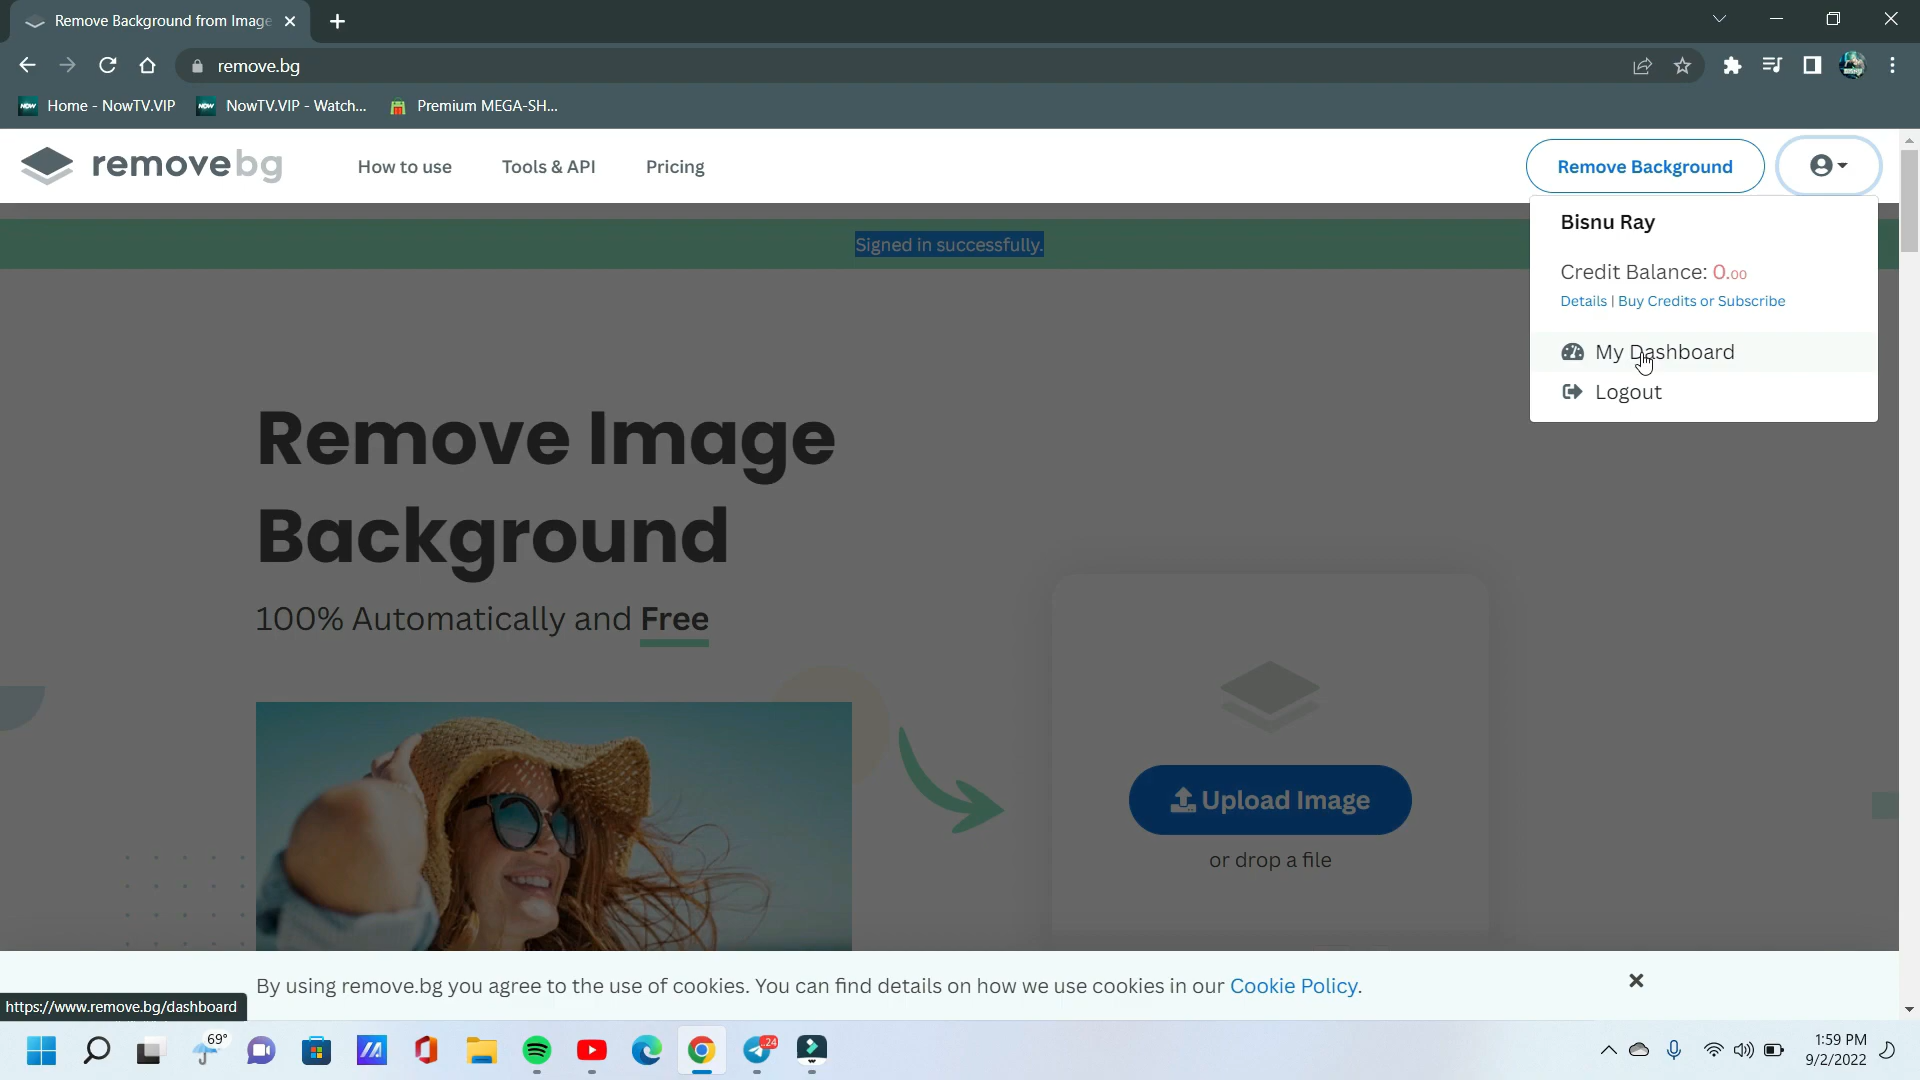 Remove Background from Image
remove.bg
Home - NowTV.VIP
NowTV.VIP - Watch...
Premium MEGA-SH...
removebg
How to use
Tools & API
Pricing
Remove Background
Bisnu Ray
Signed in successfully.
Credit Balance: 0.00
Details | Buy Credits or Subscribe
My Dashboard
Logout
Remove Image
Background
100% Automatically and Free
Upload Image
or drop a file
By using remove.bg you agree to the use of cookies. You can find details on how we use cookies in our Cookie Policy.
https://www.remove.bg/dashboard
69°
24
1:59 PM
9/2/2022